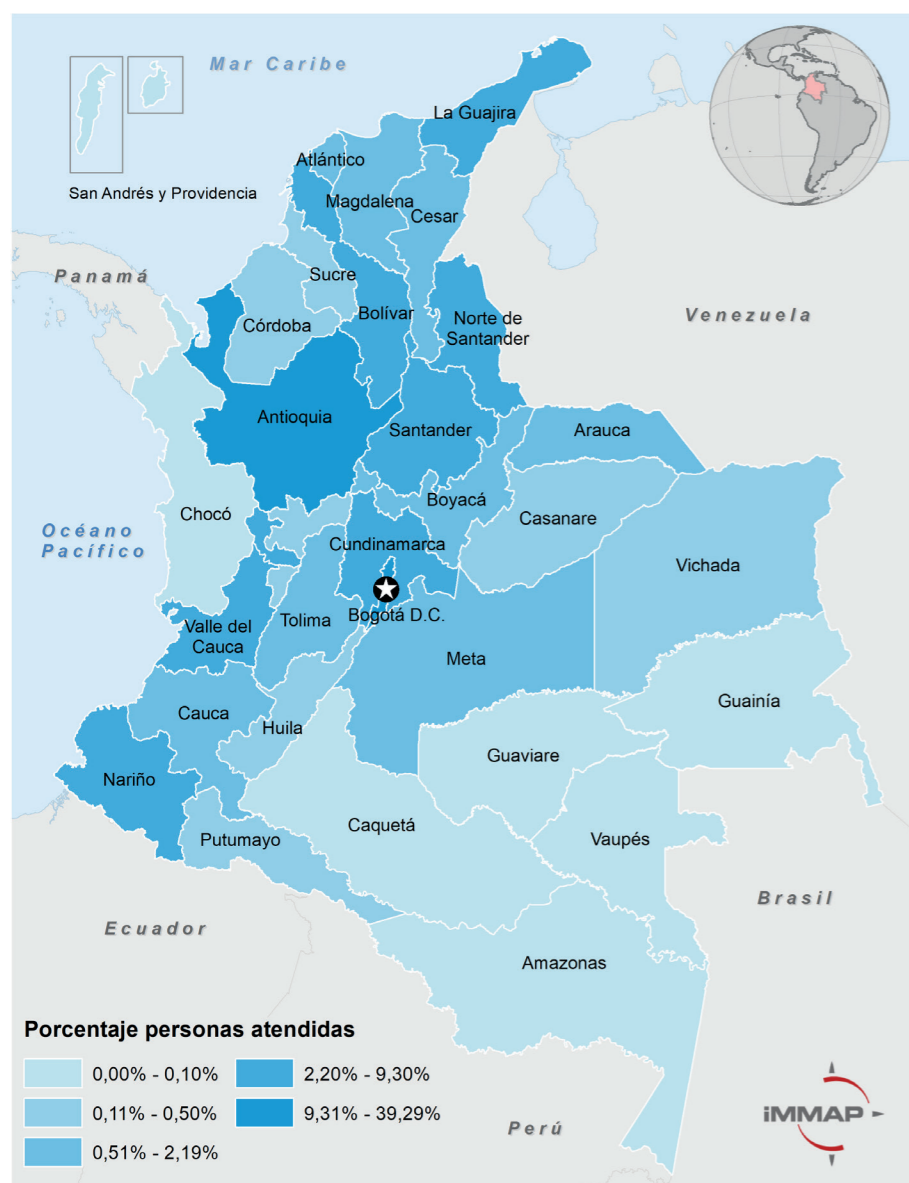 Mar Caribe
La Guajira
Atlántico
San Andrés y Providencia
Magdalena
Cesar
Panamá
Sucre
Bolívar
Venezuela
Córdoba
Norte de
Santander
Antioquia
Santander
Arauca
Boyacá
Chocó
Casanare
Océano
Pacífico
Cundinamarca
Vichada
Bogotá D.C.
Tolima
Valle del
Cauca
Meta
Guainía
Cauca
Huila
Guaviare
Nariño
Caquetá
Putumayo
Vaupés
Brasil
Ecuador
Amazonas
Porcentaje personas atendidas
0,00% - 0,10%
2,20% - 9,30%
0,11% - 0,50%
9,31% - 39,29%
0,51% - 2,19%
Perú
iMMAP